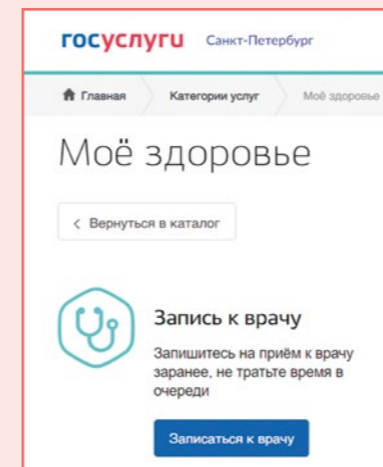 госуслуги Санкт-Петербург
Главная Категории услуг Моё здоровье
Моё здоровье
Вернуться в каталог
Запись к врачу
Запишитесь на приём к врачу
заранее, не тратьте время в
очереди
Записаться к врачу